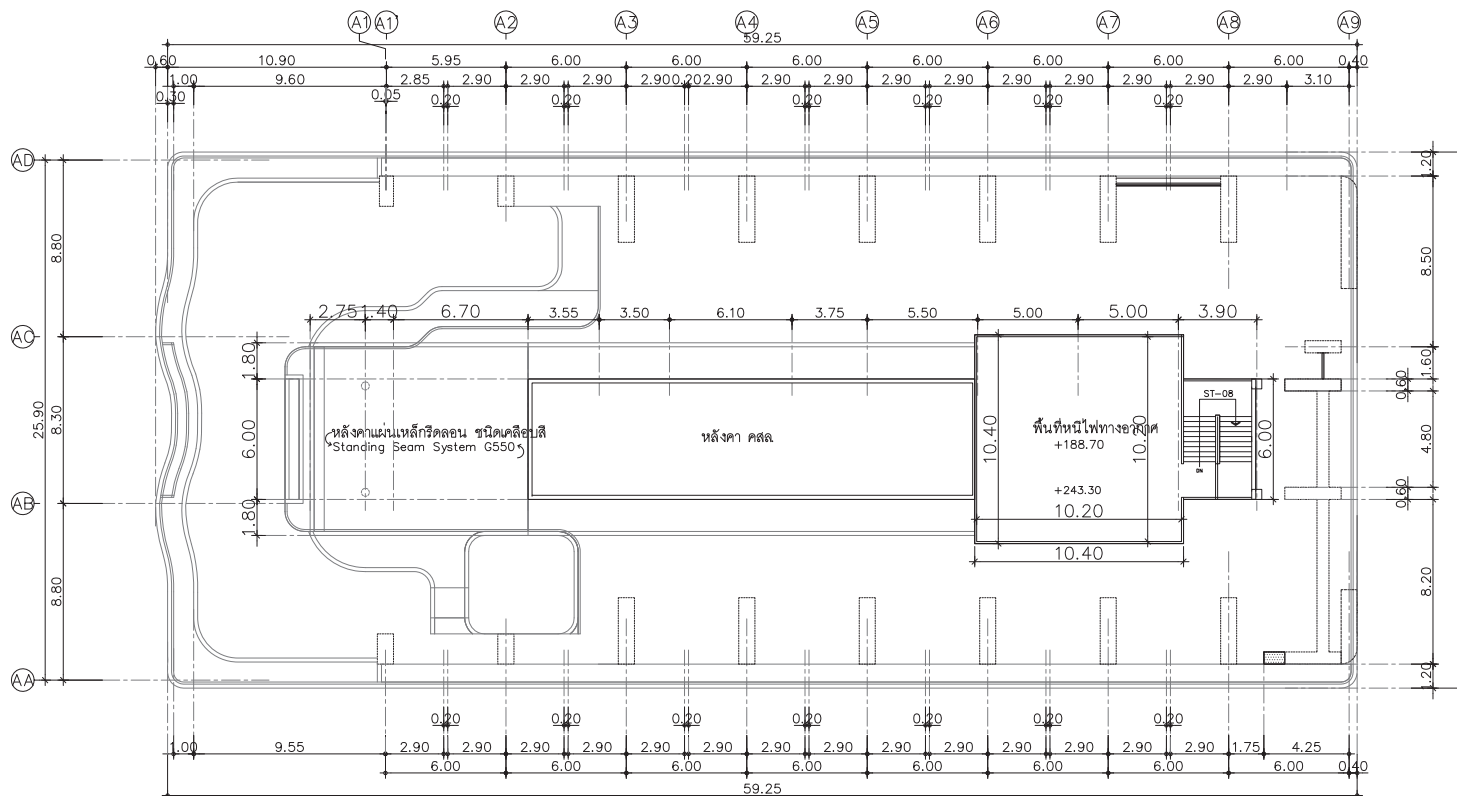 A1 A1' A2 A3 A4 A5 A6 A7 A8 A9
59.25
0.60 10.90 5.95 6.00 6.00 6.00 6.00 6.00 6.00 6.00 0.40
1.00 9.60 2.85 2.90 2.90 2.90 2.90 0.20 2.90 2.90 2.90 2.90 2.90 2.90 2.90 2.90 2.90 2.90 3.10
0.30 0.05 0.20 0.20 0.20 0.20 0.20 0.20
AD
1.20
8.80
8.50
2.75 1.40 6.70 3.55 3.50 6.10 3.75 5.50 5.00 5.00 3.90
AC
1.80
1.60
0.60
ST-08
25.90
8.30
6.00
หลังคาแผ่นเหล็กรีดลอน ชนิดเคลือบสี
Standing Seam System G550
หลังคา คสล.
10.40
พื้นที่หนีไฟทางอากาศ
+188.70
10.20
6.00
4.80
DN
+243.30
AB
0.60
10.20
1.80
10.40
8.80
8.20
AA
1.20
0.20 0.20 0.20 0.20 0.20 0.20 0.20
1.00 9.55 2.90 2.90 2.90 2.90 2.90 2.90 2.90 2.90 2.90 2.90 2.90 2.90 2.90 2.90 1.75 4.25
6.00 6.00 6.00 6.00 6.00 6.00 6.00 6.00 0.40
59.25